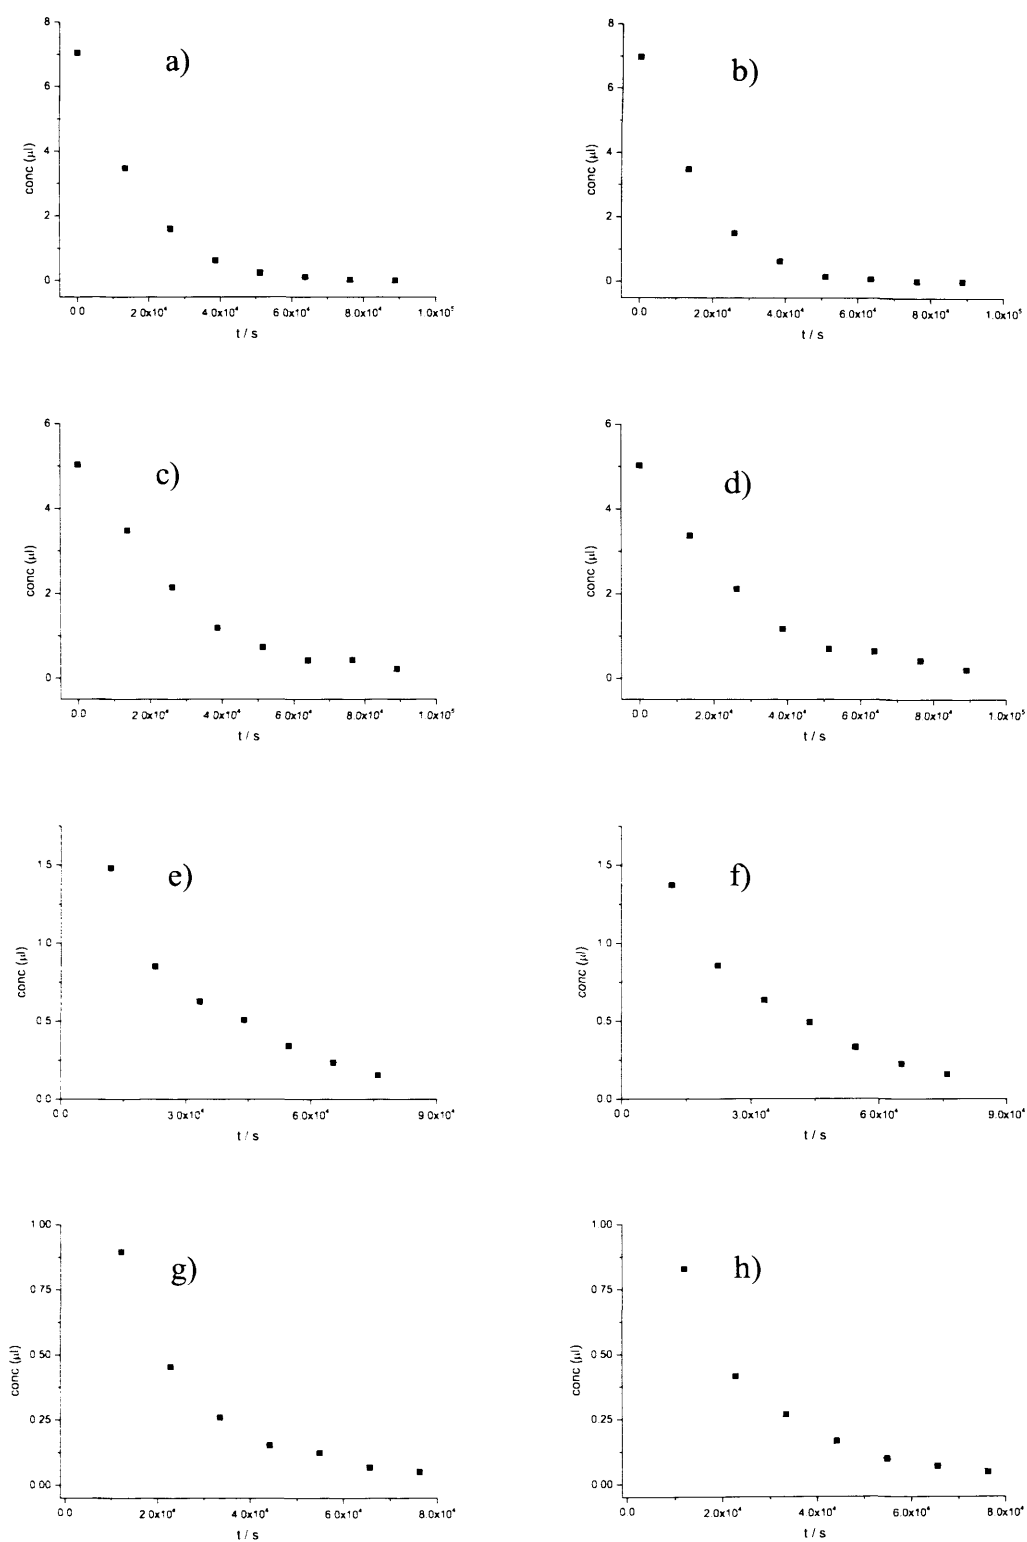 a)
8
6
4
2
0
conc (µl)
0 0
2 0x10⁴
4 0x10⁴
6 0x10⁴
8 0x10⁴
1 0x10⁵
t / s
b)
8
6
4
2
0
conc (µl)
0 0
2 0x10⁴
4 0x10⁴
6 0x10⁴
8 0x10⁴
1 0x10⁵
t / s
c)
6
4
2
0
conc (µl)
0 0
2 0x10⁴
4 0x10⁴
6 0x10⁴
8 0x10⁴
1 0x10⁵
t / s
d)
6
4
2
0
conc (µl)
0 0
2 0x10⁴
4 0x10⁴
6 0x10⁴
8 0x10⁴
1 0x10⁵
t / s
e)
1 5
1 0
0 5
0 0
conc (µl)
0 0
3 0x10⁴
6 0x10⁴
9 0x10⁴
t / s
f)
1 5
1 0
0 5
0 0
conc (µl)
0 0
3 0x10⁴
6 0x10⁴
9 0x10⁴
t / s
g)
1 00
0 75
0 50
0 25
0 00
conc (µl)
0 0
2 0x10⁴
4 0x10⁴
6 0x10⁴
8 0x10⁴
t / s
h)
1 00
0 75
0 50
0 25
0 00
conc (µl)
0 0
2 0x10⁴
4 0x10⁴
6 0x10⁴
8 0x10⁴
t / s